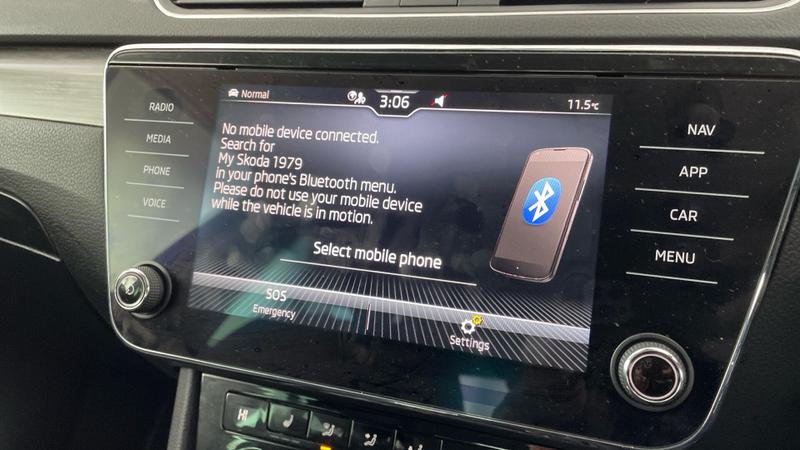 Normal
3:06
11.5°C
RADIO
MEDIA
PHONE
VOICE
No mobile device connected.
Search for
My Skoda 1979
in your phone's Bluetooth menu.
Please do not use your mobile device
while the vehicle is in motion.
Select mobile phone
SOS
Emergency
Settings
NAV
APP
CAR
MENU
HI